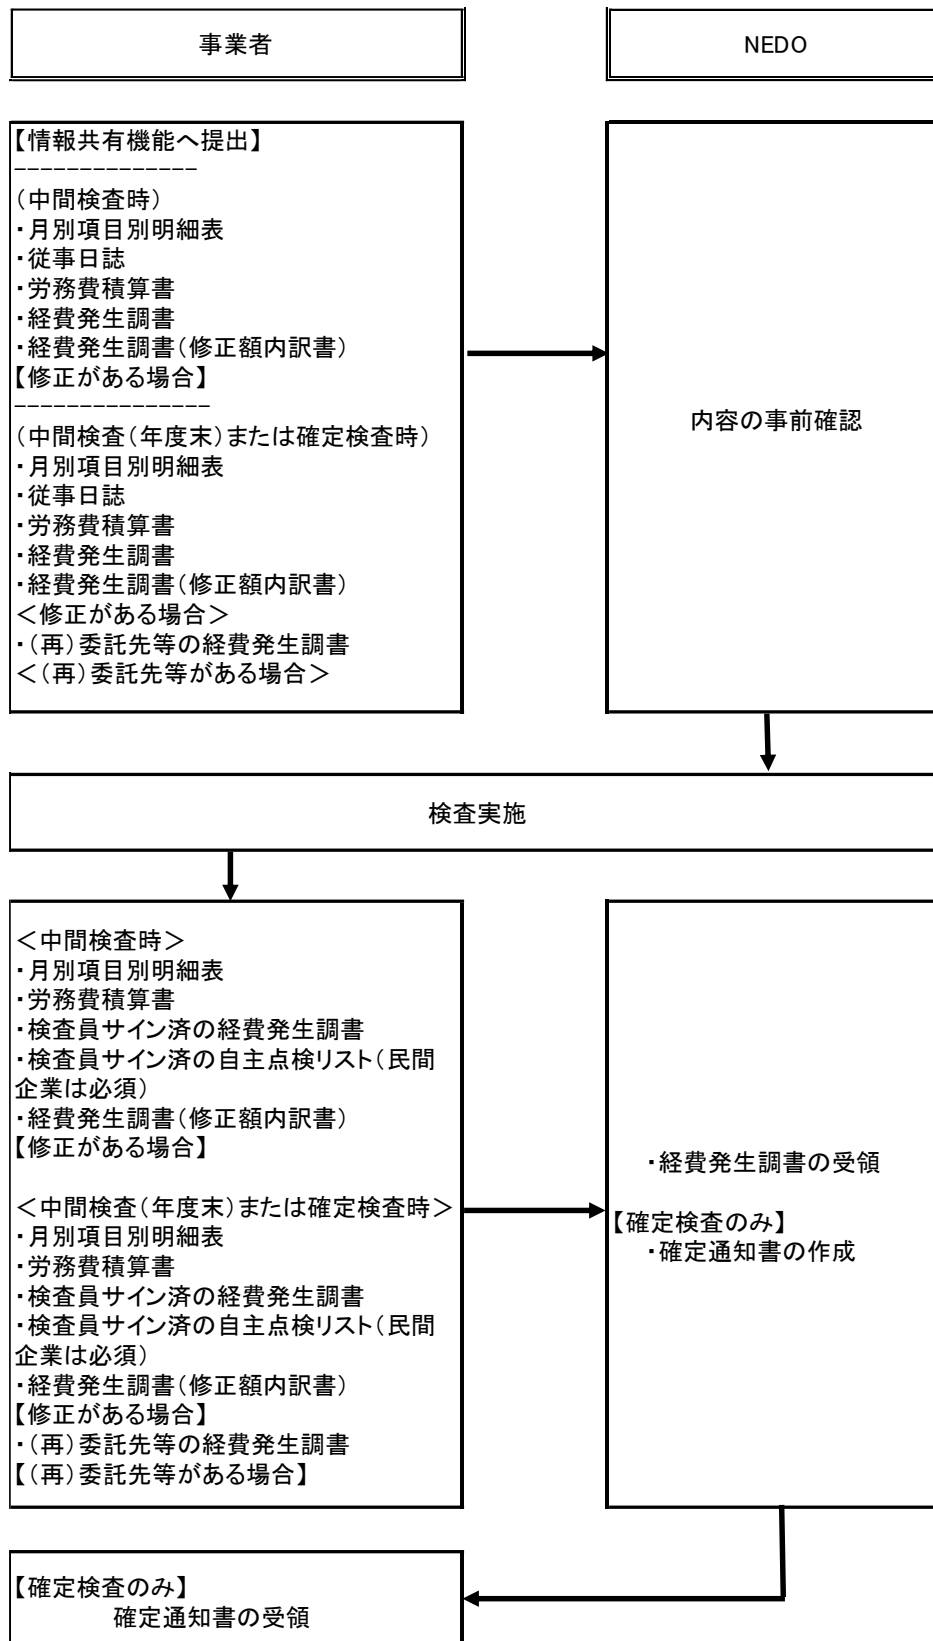 事業者
NEDO
【情報共有機能へ提出】
--------------
(中間検査時)
・月別項目別明細表
・従事日誌
・労務費積算書
・経費発生調書
・経費発生調書(修正額内訳書)
【修正がある場合】
---------------
(中間検査(年度末)または確定検査時)
・月別項目別明細表
・従事日誌
・労務費積算書
・経費発生調書
・経費発生調書(修正額内訳書)
＜修正がある場合＞
・(再)委託先等の経費発生調書
＜(再)委託先等がある場合＞
内容の事前確認
検査実施
＜中間検査時＞
・月別項目別明細表
・労務費積算書
・検査員サイン済の経費発生調書
・検査員サイン済の自主点検リスト(民間
企業は必須)
・経費発生調書(修正額内訳書)
【修正がある場合】
＜中間検査(年度末)または確定検査時＞
・月別項目別明細表
・労務費積算書
・検査員サイン済の経費発生調書
・検査員サイン済の自主点検リスト(民間
企業は必須)
・経費発生調書(修正額内訳書)
【修正がある場合】
・(再)委託先等の経費発生調書
【(再)委託先等がある場合】
・経費発生調書の受領
【確定検査のみ】
・確定通知書の作成
【確定検査のみ】
確定通知書の受領